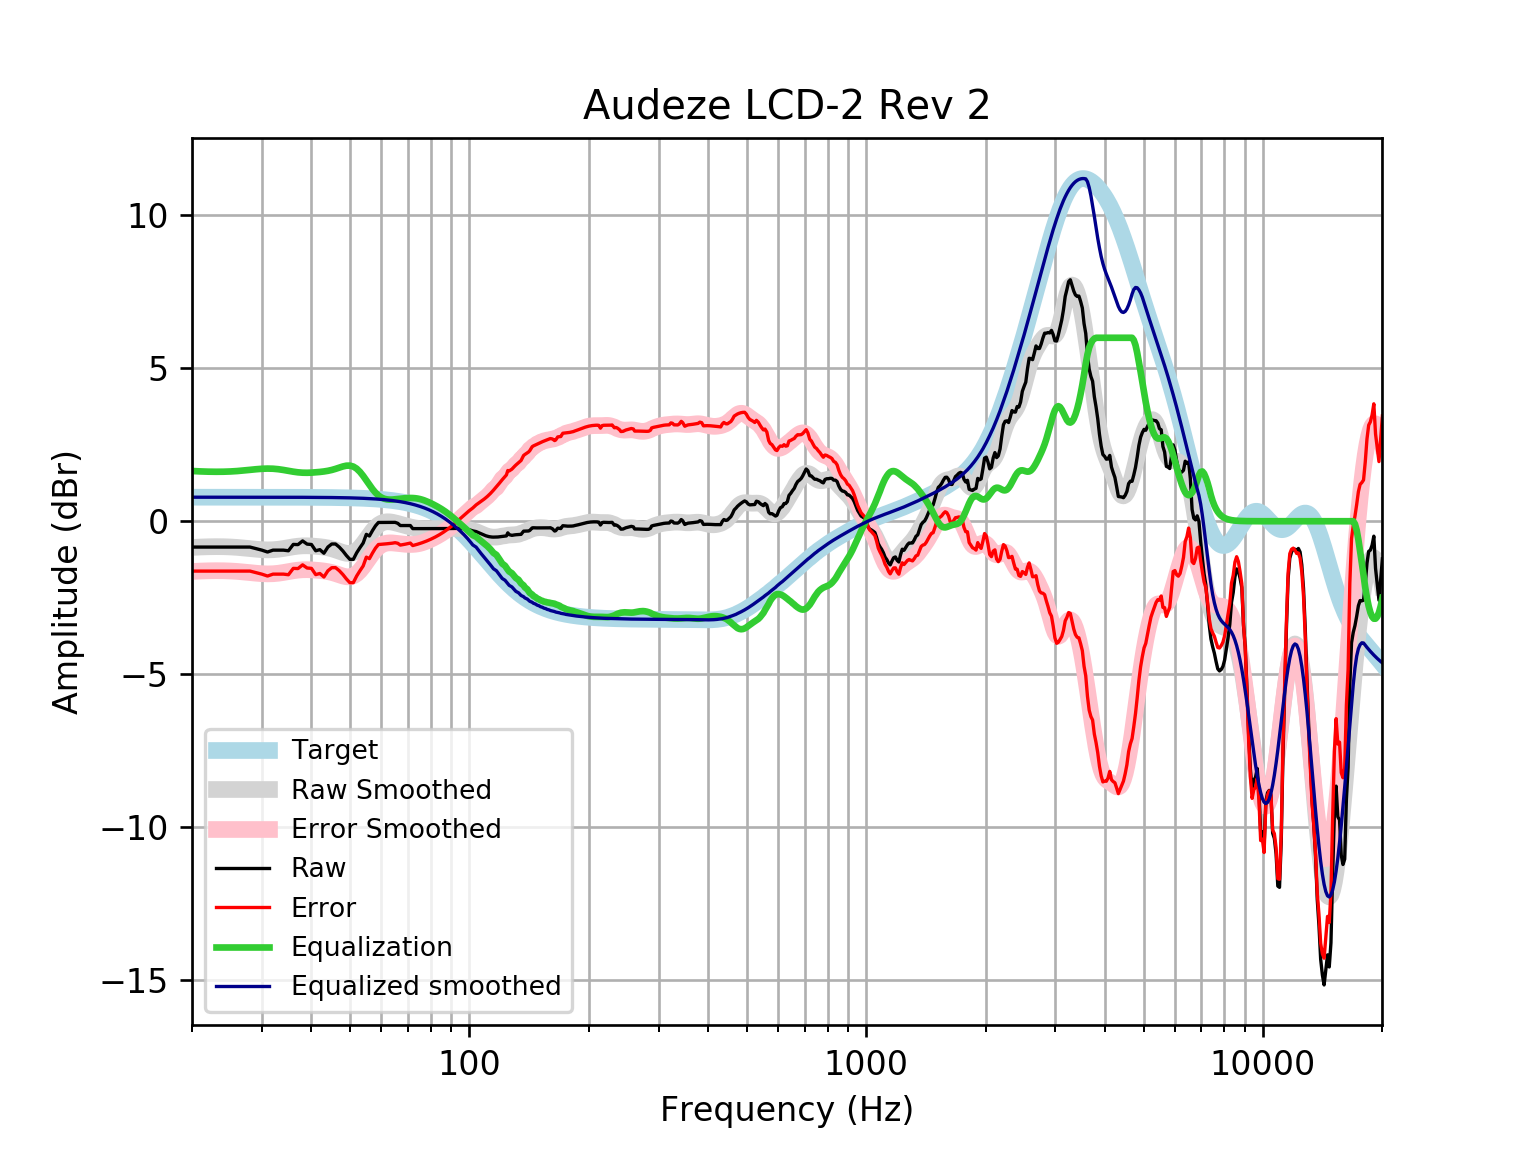 Audeze LCD-2 Rev 2
Amplitude (dBr)
10
5
0
−5
−10
−15
Target
Raw Smoothed
Error Smoothed
Raw
Error
Equalization
Equalized smoothed
100
1000
10000
Frequency (Hz)